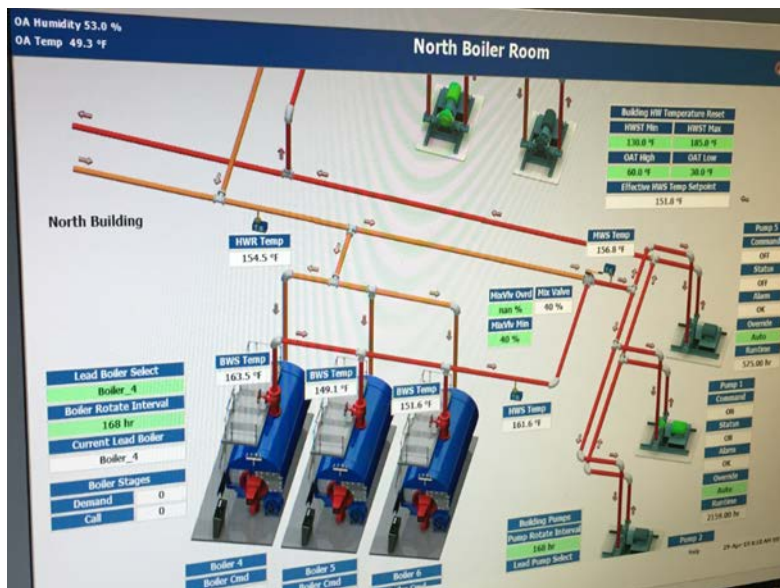 OA Humidity 53.0 %
OA Temp 49.3 °F
North Boiler Room
Building HW Temperature Reset
HWST Min HWST Max
130.0 °F 185.0 °F
OAT High OAT Low
60.0 °F 30.0 °F
Effective HWS Temp Setpoint
151.8 °F
North Building
HWR Temp
154.5 °F
MWS Temp
156.8 °F
Pump 5
Command
OFF
Status
OFF
Alarm
OK
Override
Auto
Runtime
575.00 hr
MixVlv Ovrd Mix Valve
nan % 40 %
MixVlv Min
40 %
BWS Temp
163.5 °F
BWS Temp
149.1 °F
BWS Temp
151.6 °F
HWS Temp
161.6 °F
Lead Boiler Select
Boiler_4
Boiler Rotate Interval
168 hr
Current Lead Boiler
Boiler_4
Boiler Stages
Demand 0
Call 0
Pump 1
Command
ON
Status
ON
Alarm
OK
Override
Auto
Runtime
2159.00 hr
Building Pumps
Pump Rotate Interval
168 hr
Lead Pump Select
Pump 2
Boiler 4
Boiler Cmd
Boiler 5
Boiler Cmd
Boiler 6
Boiler Cmd